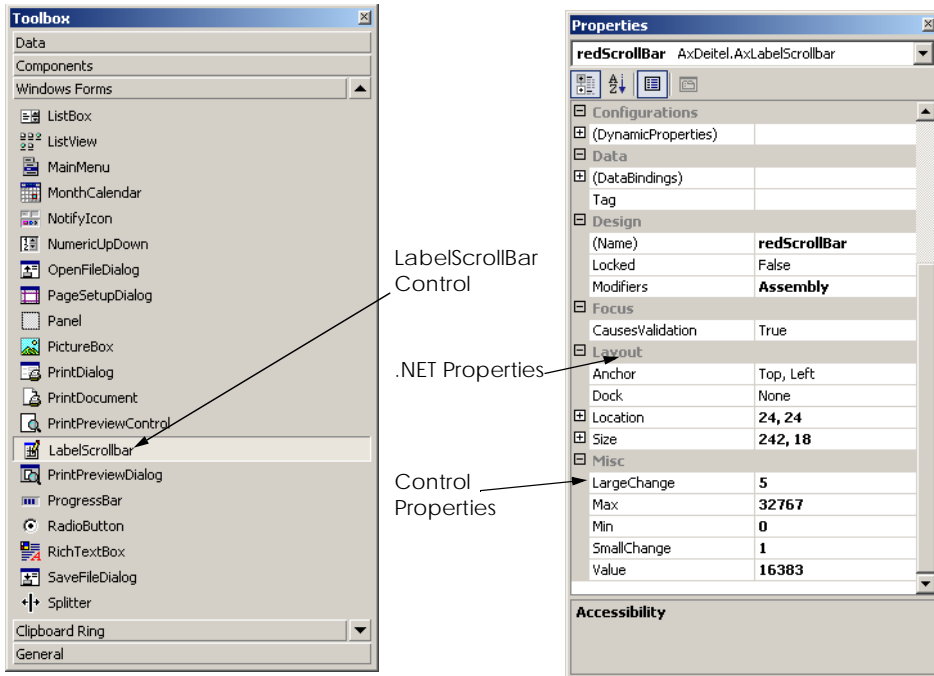 Toolbox
Data
Components
Windows Forms
ListBox
ListView
MainMenu
MonthCalendar
NotifyIcon
NumericUpDown
OpenFileDialog
PageSetupDialog
Panel
PictureBox
PrintDialog
PrintDocument
PrintPreviewControl
LabelScrollbar
PrintPreviewDialog
ProgressBar
RadioButton
RichTextBox
SaveFileDialog
Splitter
Clipboard Ring
General
LabelScrollBar
Control
.NET Properties
Control
Properties
Properties
redScrollBar AxDeitel.AxLabelScrollbar
Configurations
(DynamicProperties)
Data
(DataBindings)
Tag
Design
(Name) redScrollBar
Locked False
Modifiers Assembly
Focus
CausesValidation True
Layout
Anchor Top, Left
Dock None
Location 24, 24
Size 242, 18
Misc
LargeChange 5
Max 32767
Min 0
SmallChange 1
Value 16383
Accessibility